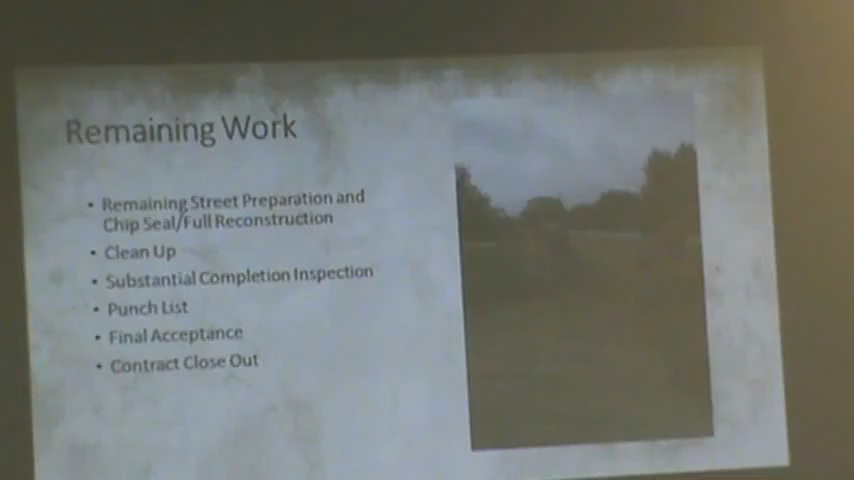 Remaining Work
• Remaining Street Preparation and
Chip Seal/Full Reconstruction
• Clean Up
• Substantial Completion Inspection
• Punch List
• Final Acceptance
• Contract Close Out